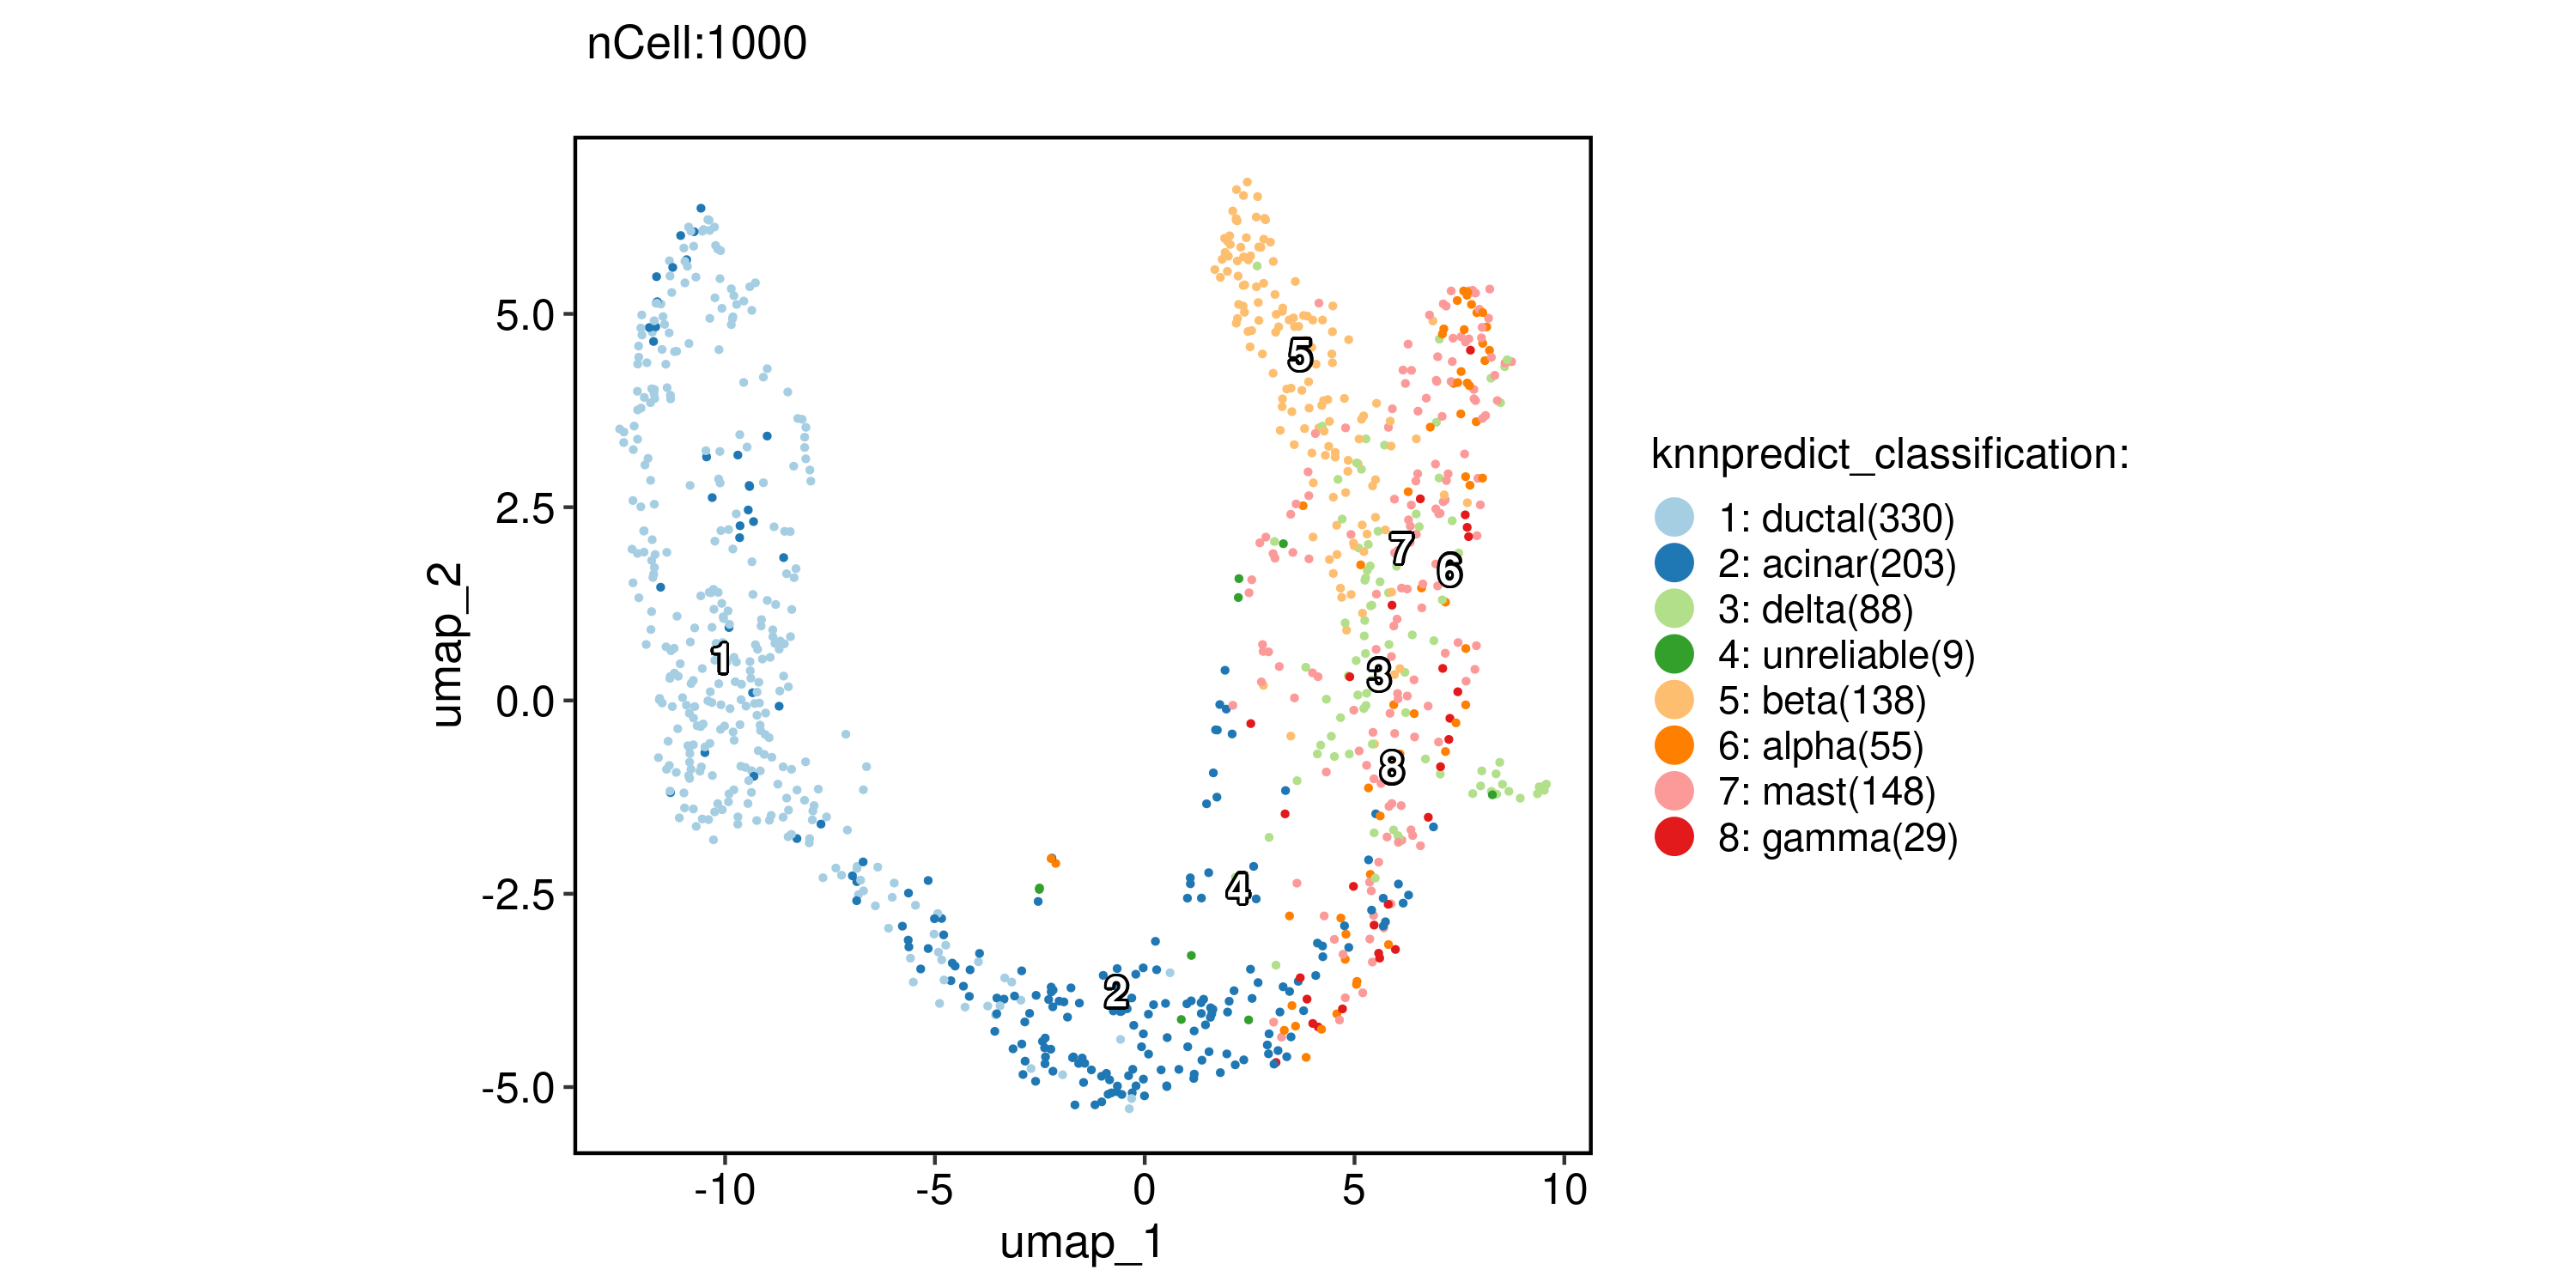 nCell:1000
5.0
2.5
0.0
-2.5
-5.0
umap_2
-10
-5
0
5
10
umap_1
5
7
6
1
3
8
4
2
knnpredict_classification:
1: ductal(330)
2: acinar(203)
3: delta(88)
4: unreliable(9)
5: beta(138)
6: alpha(55)
7: mast(148)
8: gamma(29)